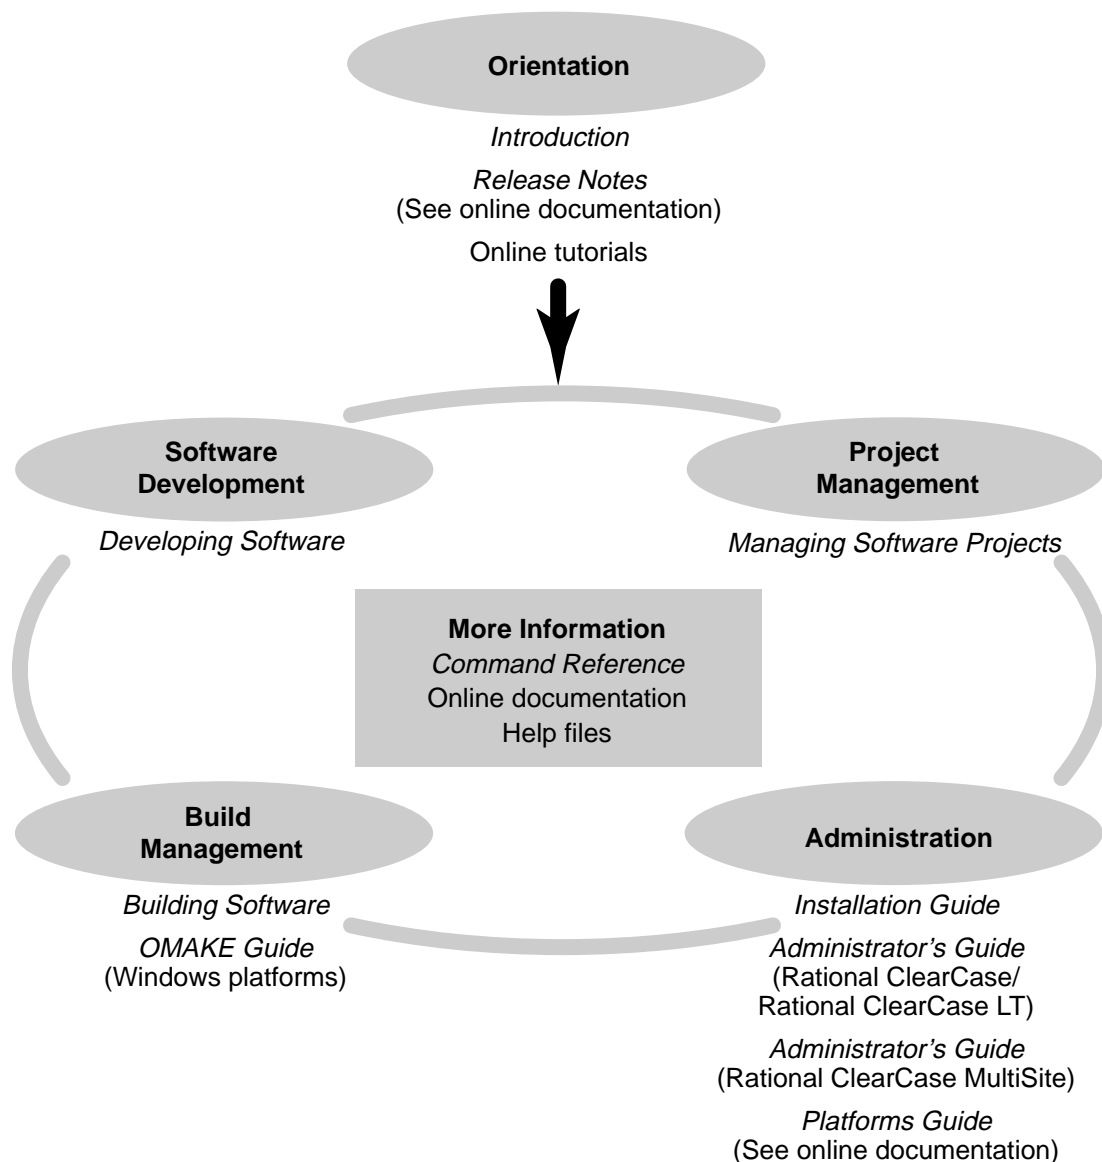 Orientation
Introduction
Release Notes
(See online documentation)
Online tutorials
Software
Development
Developing Software
Project
Management
Managing Software Projects
More Information
Command Reference
Online documentation
Help files
Build
Management
Building Software
OMAKE Guide
(Windows platforms)
Administration
Installation Guide
Administrator’s Guide
(Rational ClearCase/
Rational ClearCase LT)
Administrator’s Guide
(Rational ClearCase MultiSite)
Platforms Guide
(See online documentation)